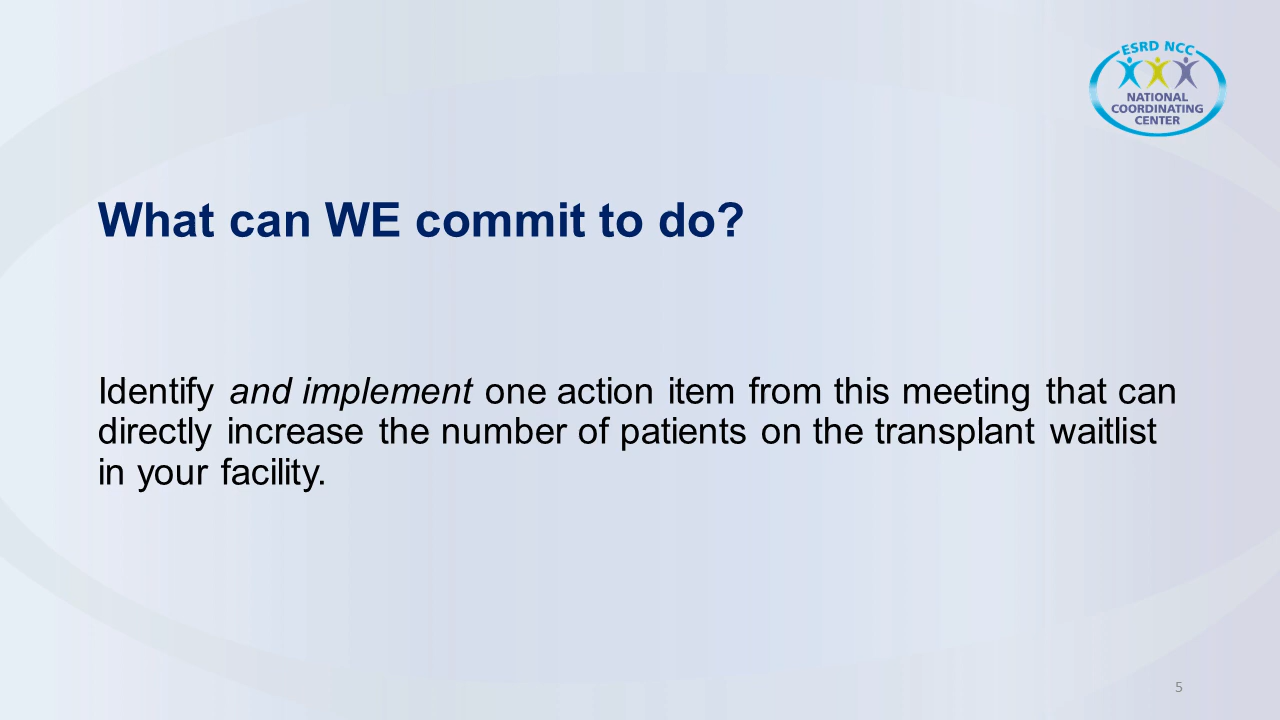 ESRD NCC
NATIONAL
COORDINATING
CENTER
What can WE commit to do?
Identify and implement one action item from this meeting that can
directly increase the number of patients on the transplant waitlist
in your facility.
5